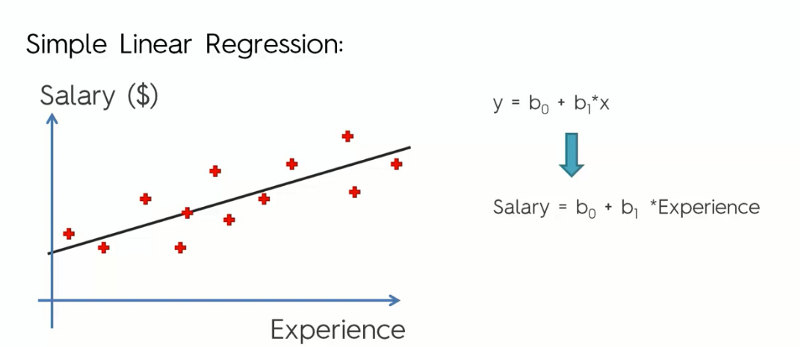 Simple Linear Regression:
Salary ($)
Experience
y = b₀ + b₁*x
Salary = b₀ + b₁ *Experience